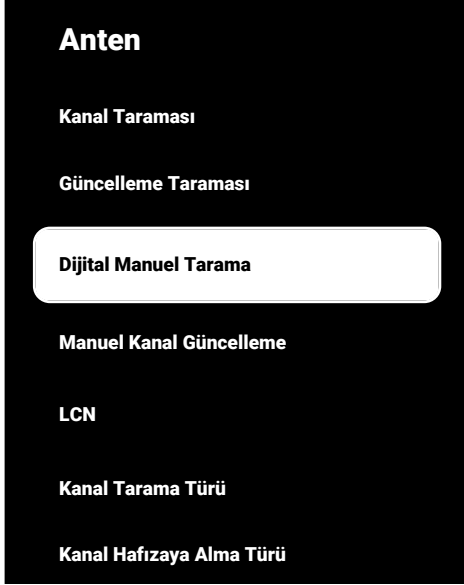 Anten
Kanal Taraması
Güncelleme Taraması
Dijital Manuel Tarama
Manuel Kanal Güncelleme
LCN
Kanal Tarama Türü
Kanal Hafızaya Alma Türü